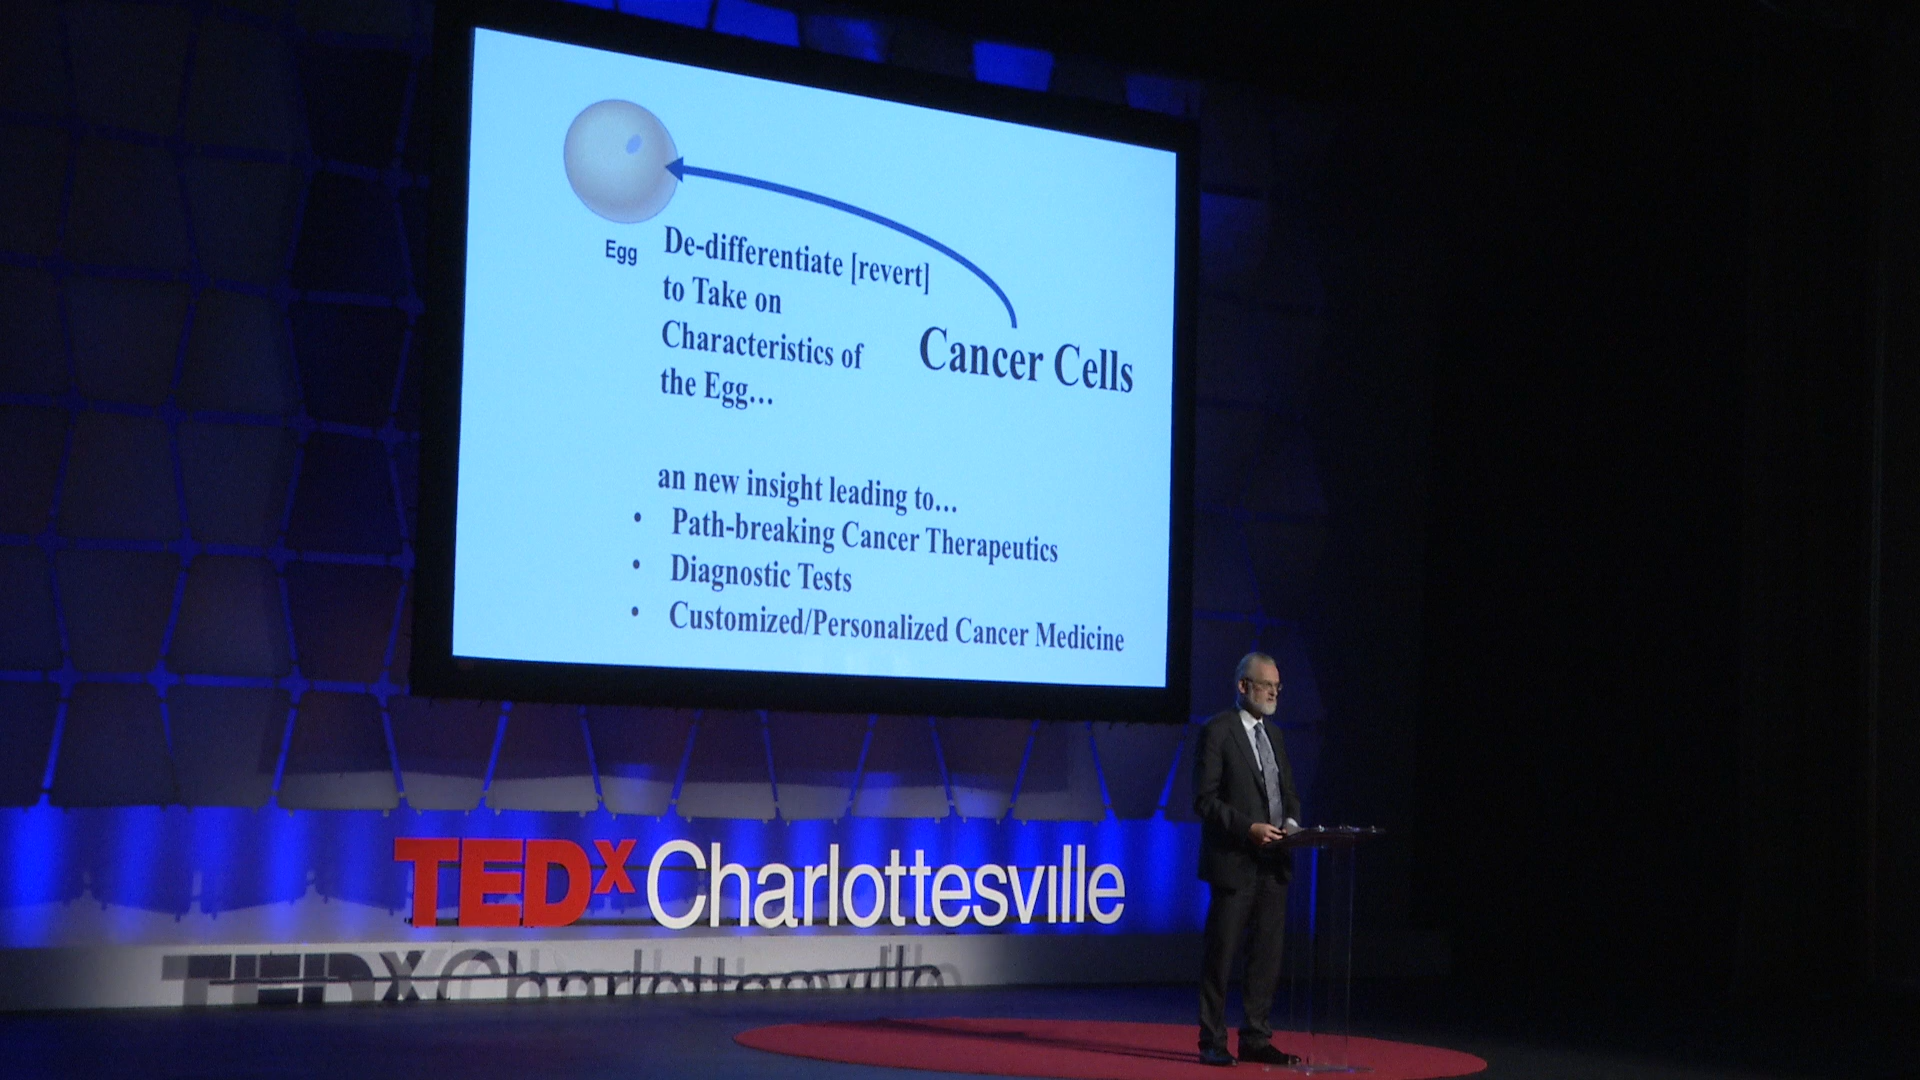 Egg
De-differentiate [revert]
to Take on
Characteristics of
the Egg...
Cancer Cells
an new insight leading to...
• Path-breaking Cancer Therapeutics
• Diagnostic Tests
• Customized/Personalized Cancer Medicine
TEDx Charlottesville